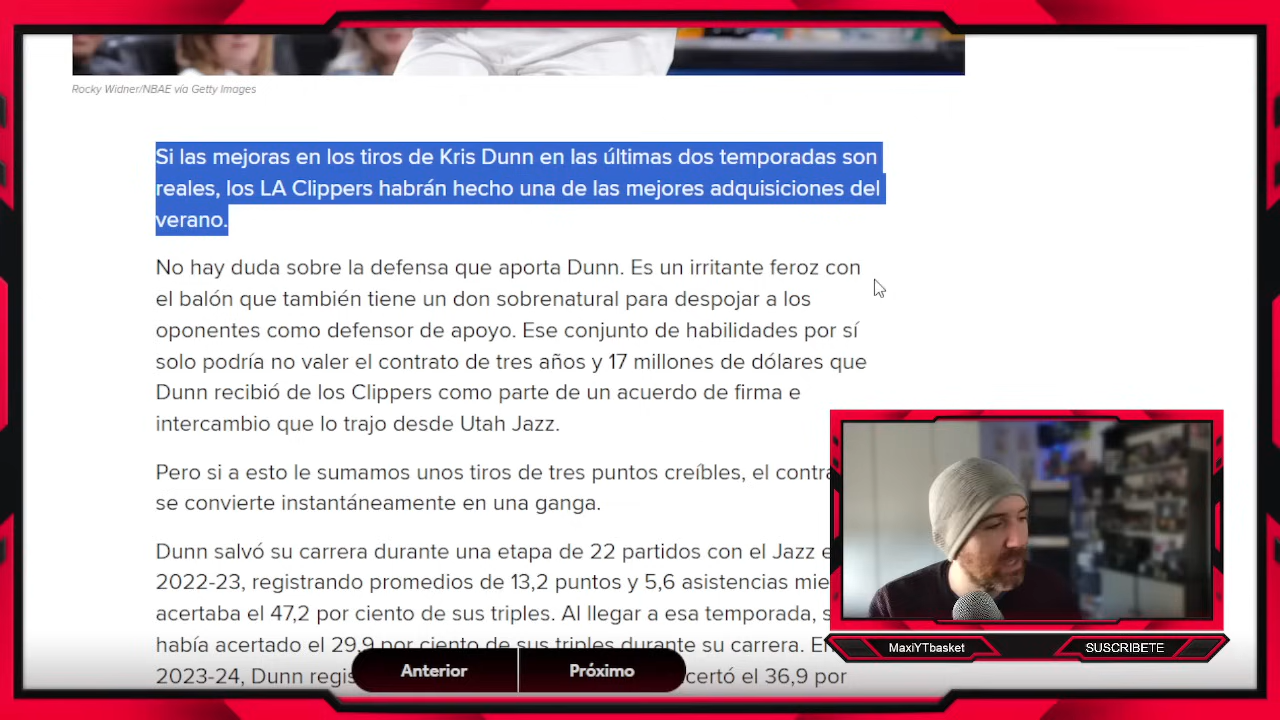 Rocky Widner/NBAE vía Getty Images
Si las mejoras en los tiros de Kris Dunn en las últimas dos temporadas son
reales, los LA Clippers habrán hecho una de las mejores adquisiciones del
verano.
No hay duda sobre la defensa que aporta Dunn. Es un irritante feroz con
el balón que también tiene un don sobrenatural para despojar a los
oponentes como defensor de apoyo. Ese conjunto de habilidades por sí
solo podría no valer el contrato de tres años y 17 millones de dólares que
Dunn recibió de los Clippers como parte de un acuerdo de firma e
intercambio que lo trajo desde Utah Jazz.
Pero si a esto le sumamos unos tiros de tres puntos creíbles, el
se convierte instantáneamente en una ganga.
Dunn salvó su carrera durante una etapa de 22 partidos con el Jazz
2022-23, registrando promedios de 13,2 puntos y 5,6 asistencias
acertaba el 47,2 por ciento de sus triples. Al llegar a esa temporada,
había acertado el 29,9 por ciento de sus triples durante su carrera.
2023-24, Dunn el 36,9 por
Anterior
Próximo
MaxiYTbasket
SUSCRIBETE